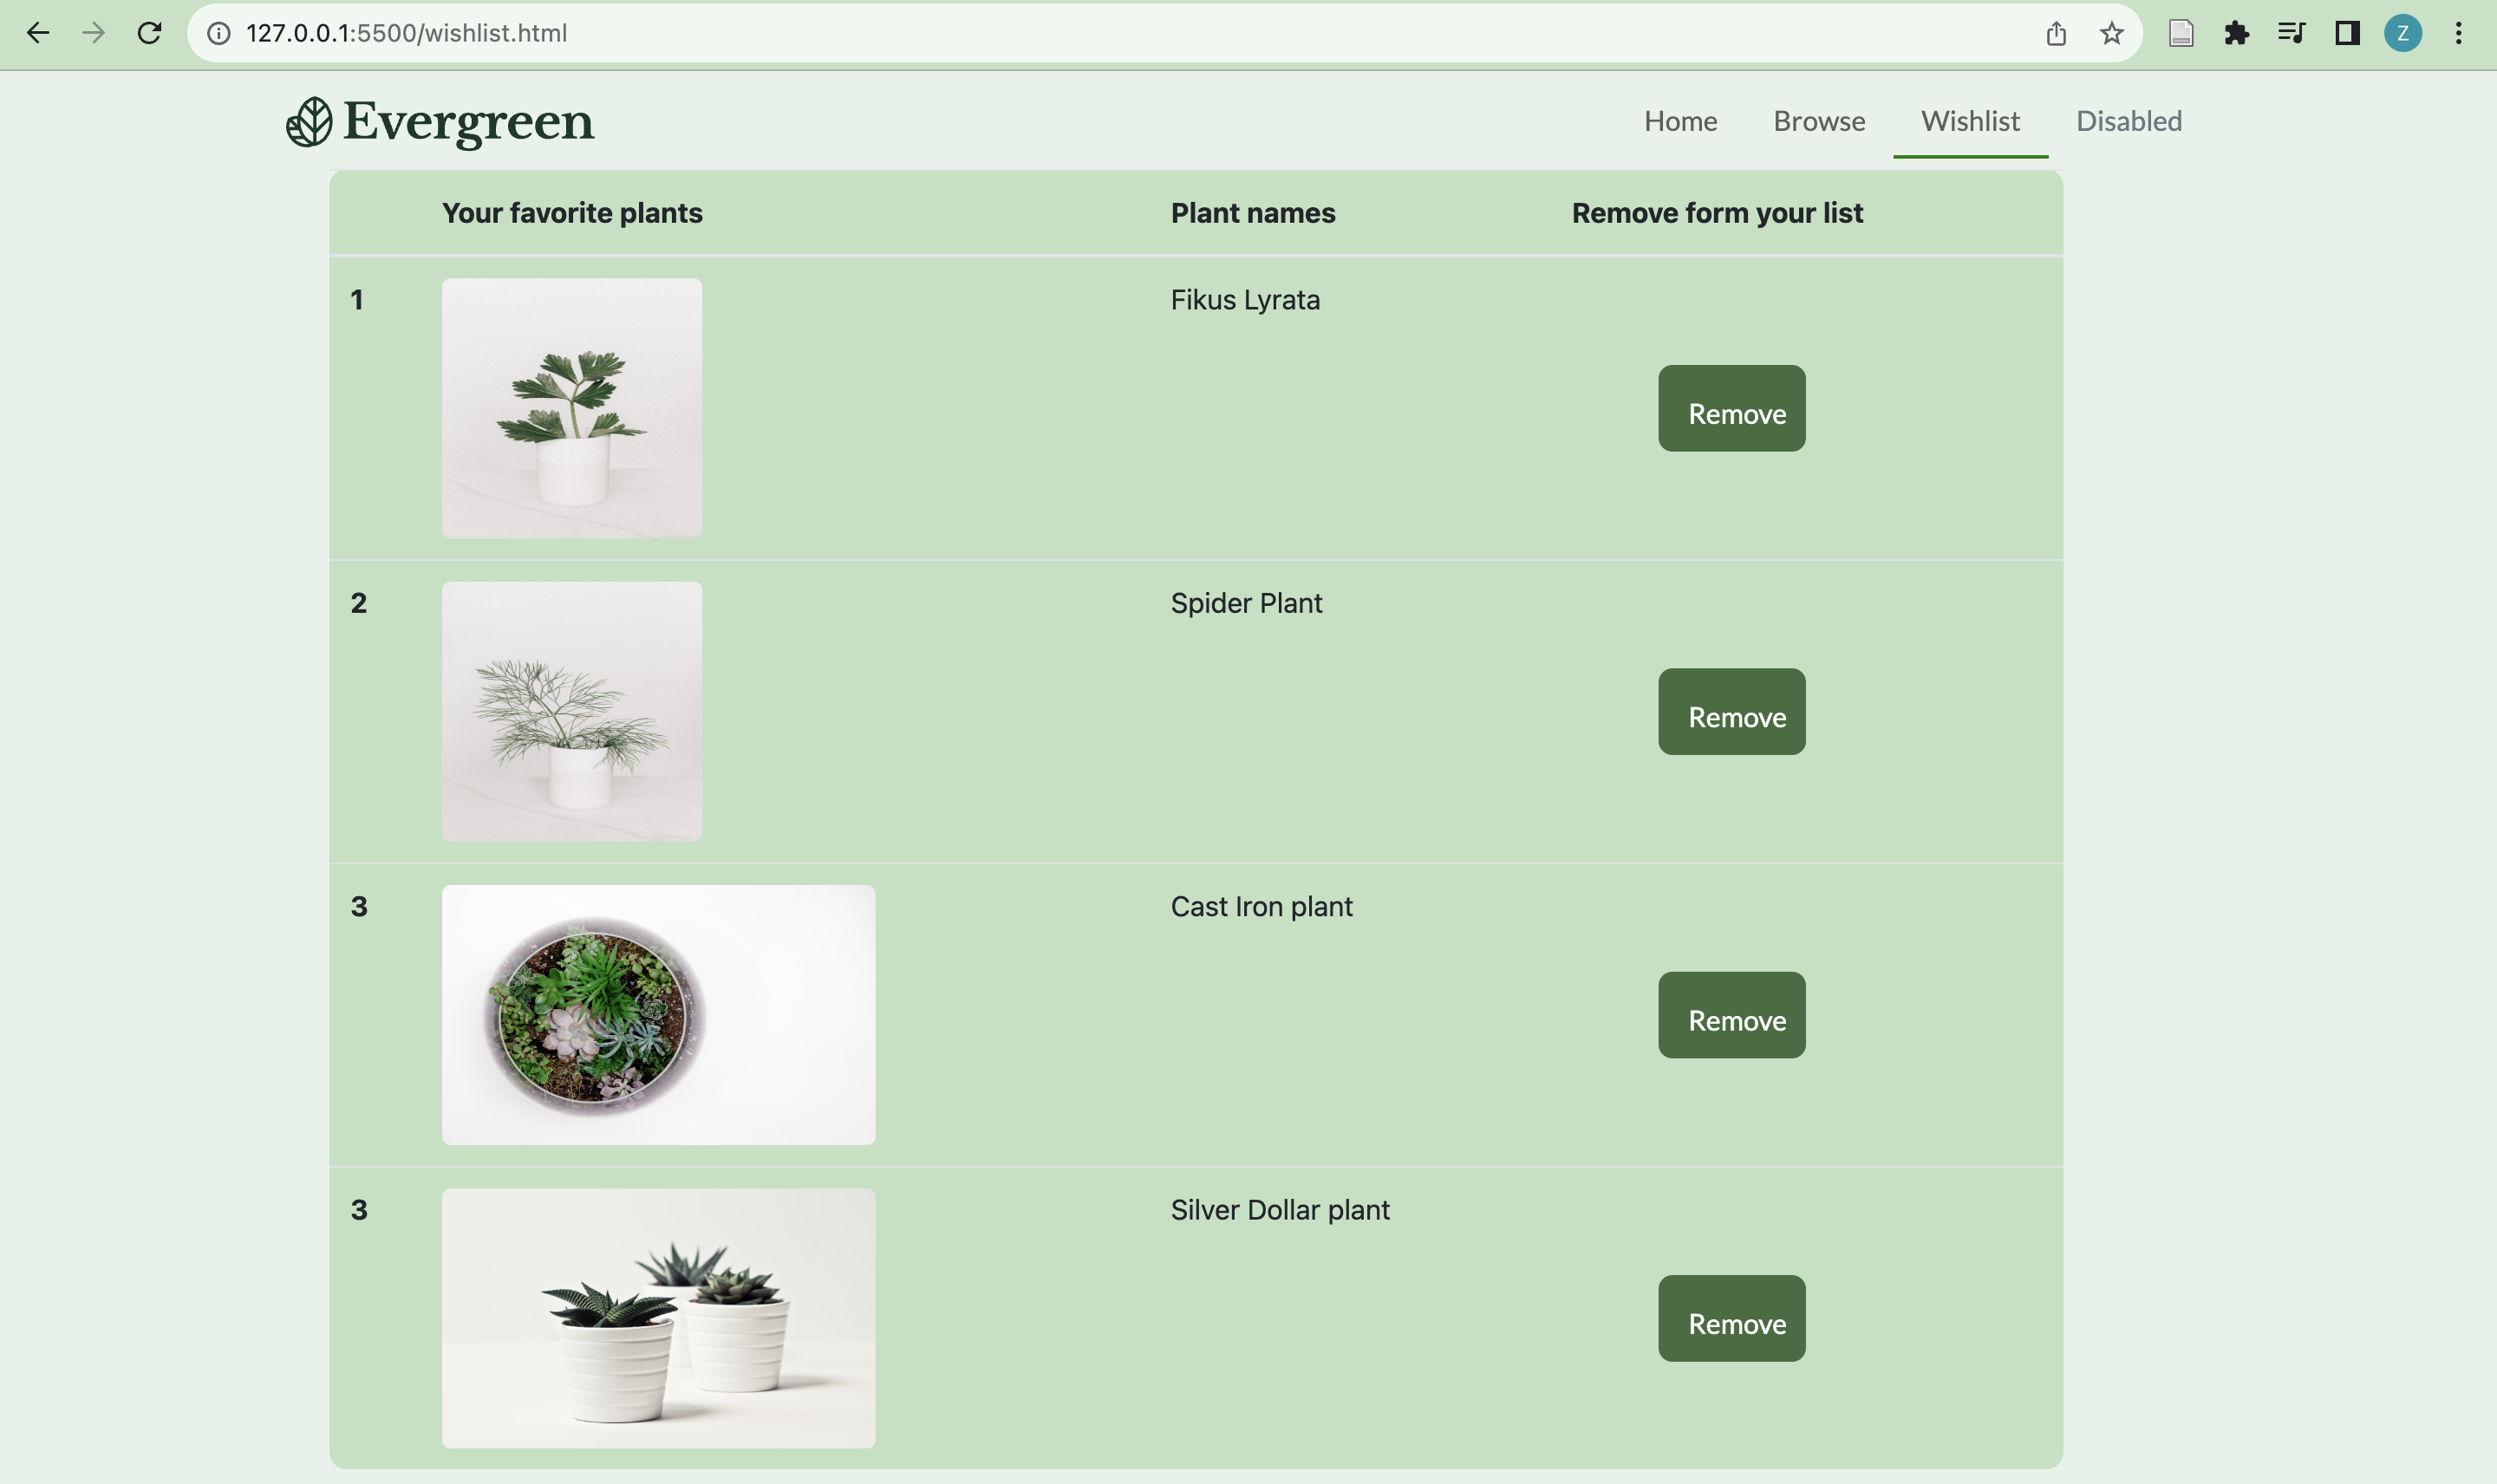 127.0.0.1:5500/wishlist.html
Z
Evergreen
Home Browse Wishlist Disabled
Your favorite plants Plant names Remove form your list
1 Fikus Lyrata
Remove
2 Spider Plant
Remove
3 Cast Iron plant
Remove
3 Silver Dollar plant
Remove